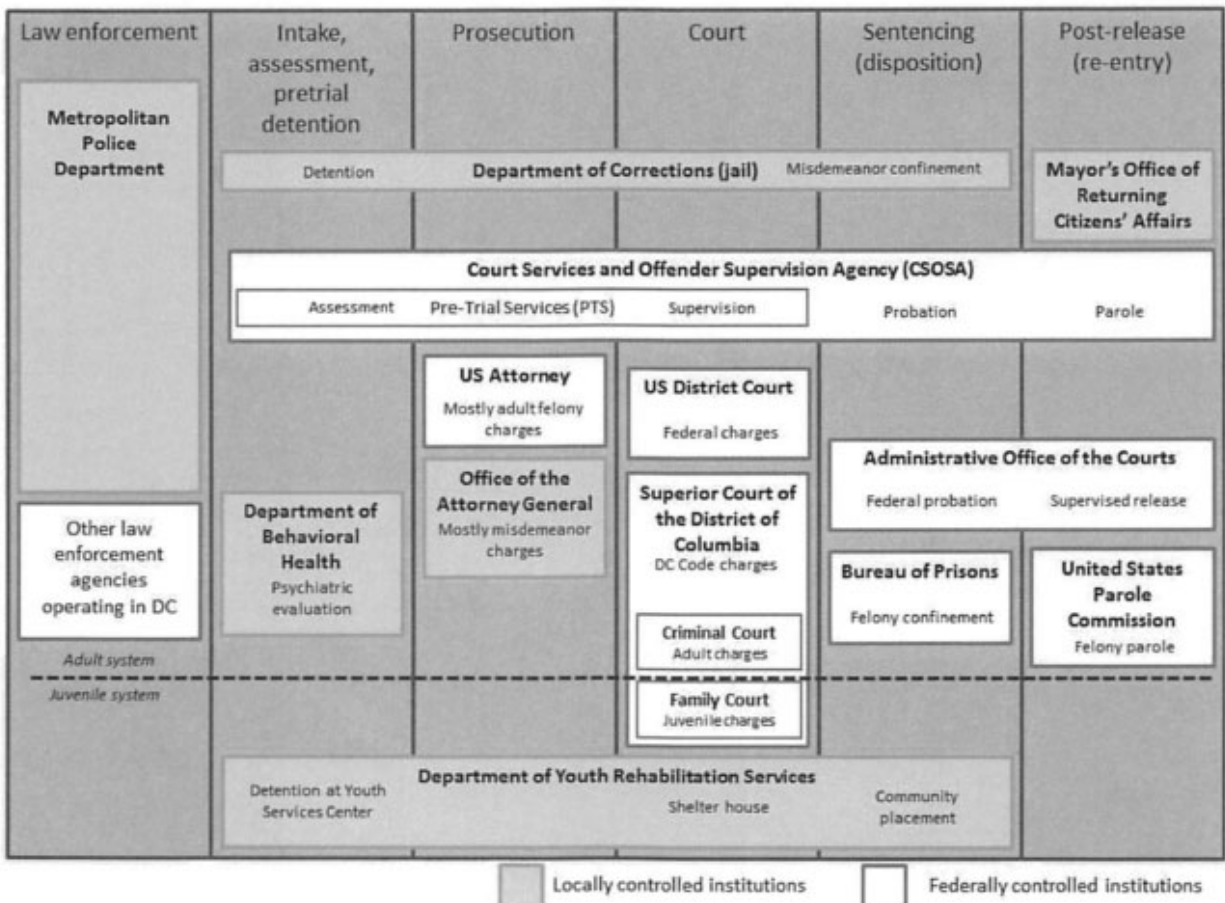 Law enforcement
Intake,
assessment,
pretrial
detention
Prosecution
Court
Sentencing
(disposition)
Post-release
(re-entry)
Metropolitan
Police
Department
Detention
Department of Corrections (jail)
Misdemeanor confinement
Mayor's Office of
Returning
Citizens' Affairs
Court Services and Offender Supervision Agency (CSOSA)
Assessment
Pre-Trial Services (PTS)
Supervision
Probation
Parole
US Attorney
Mostly adult felony
charges
US District Court
Federal charges
Office of the
Attorney General
Mostly misdemeanor
charges
Superior Court of
the District of
Columbia
DC Code charges
Administrative Office of the Courts
Federal probation
Supervised release
Other law
enforcement
agencies
operating in DC
Department of
Behavioral
Health
Psychiatric
evaluation
Bureau of Prisons
Felony confinement
United States
Parole
Commission
Felony parole
Criminal Court
Adult charges
Adult system
Juvenile system
Family Court
Juvenile charges
Department of Youth Rehabilitation Services
Detention at Youth
Services Center
Shelter house
Community
placement
Locally controlled institutions
Federally controlled institutions